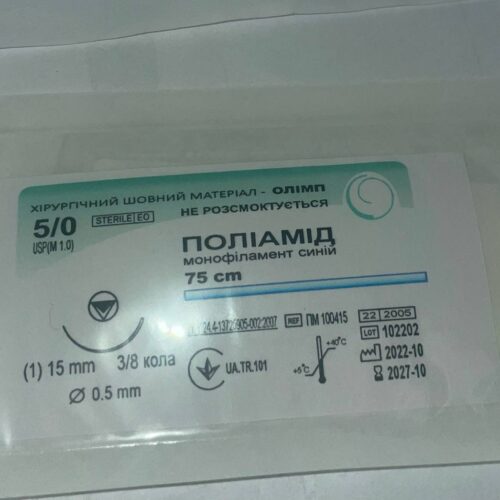 ХІРУРГІЧНИЙ ШОВНИЙ МАТЕРІАЛ - ОЛІМП
5/0
STERILE EO
НЕ РОЗСМОКТУЄТЬСЯ
USP(M 1.0)
ПОЛІАМІД
монофіламент синій
75 cm
REF ПМ 100415
22 2005
LOT 102202
2022-10
2027-10
UA.TR.101
+5°C
+40°C
(1) 15 mm 3/8 кола
Ø 0.5 mm